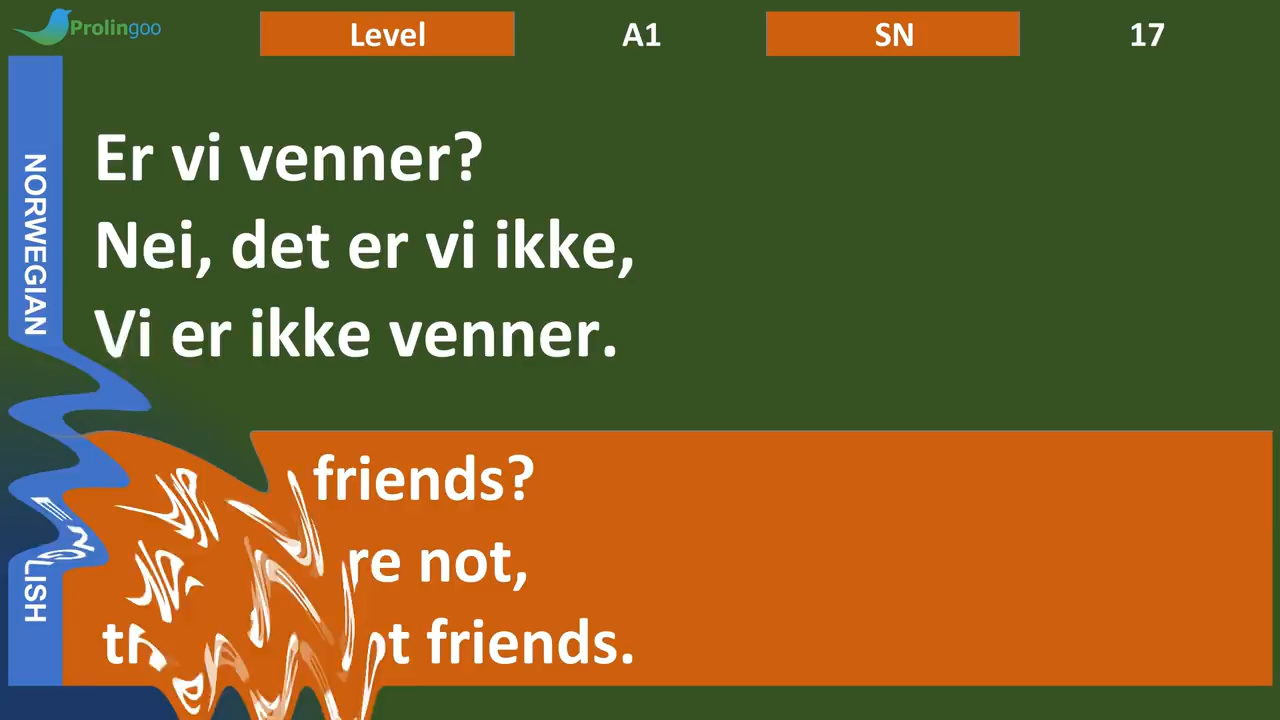 Prolingoo
Level A1 SN 17
NORWEGIAN
Er vi venner?
Nei, det er vi ikke,
Vi er ikke venner.
friends?
not,
friends.